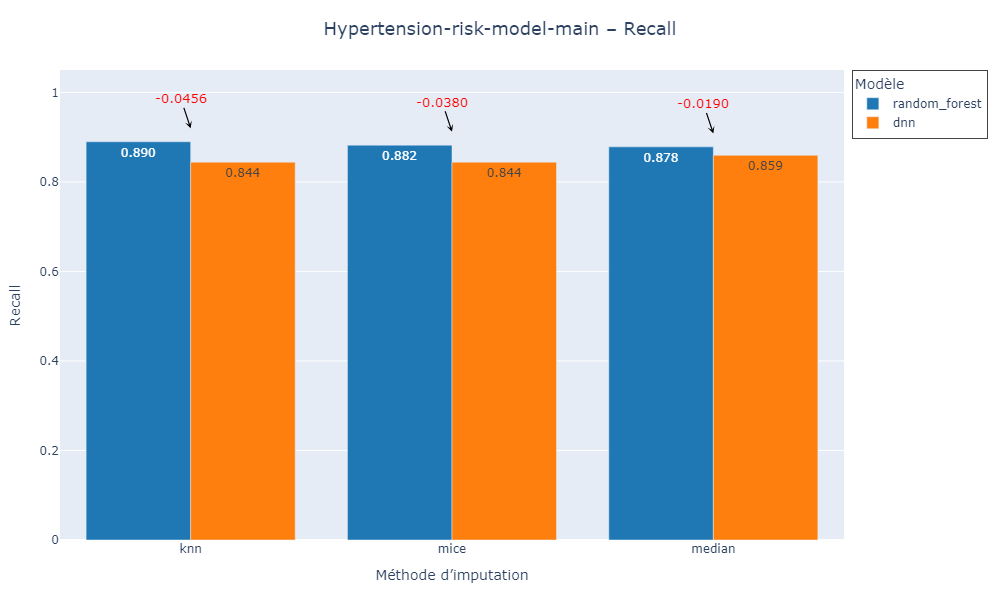 Hypertension-risk-model-main – Recall
Modèle
random_forest
dnn
-0.0456
-0.0380
-0.0190
1
0.8
0.6
0.4
0.2
0
Recall
0.890
0.844
0.882
0.844
0.878
0.859
knn
mice
median
Méthode d’imputation